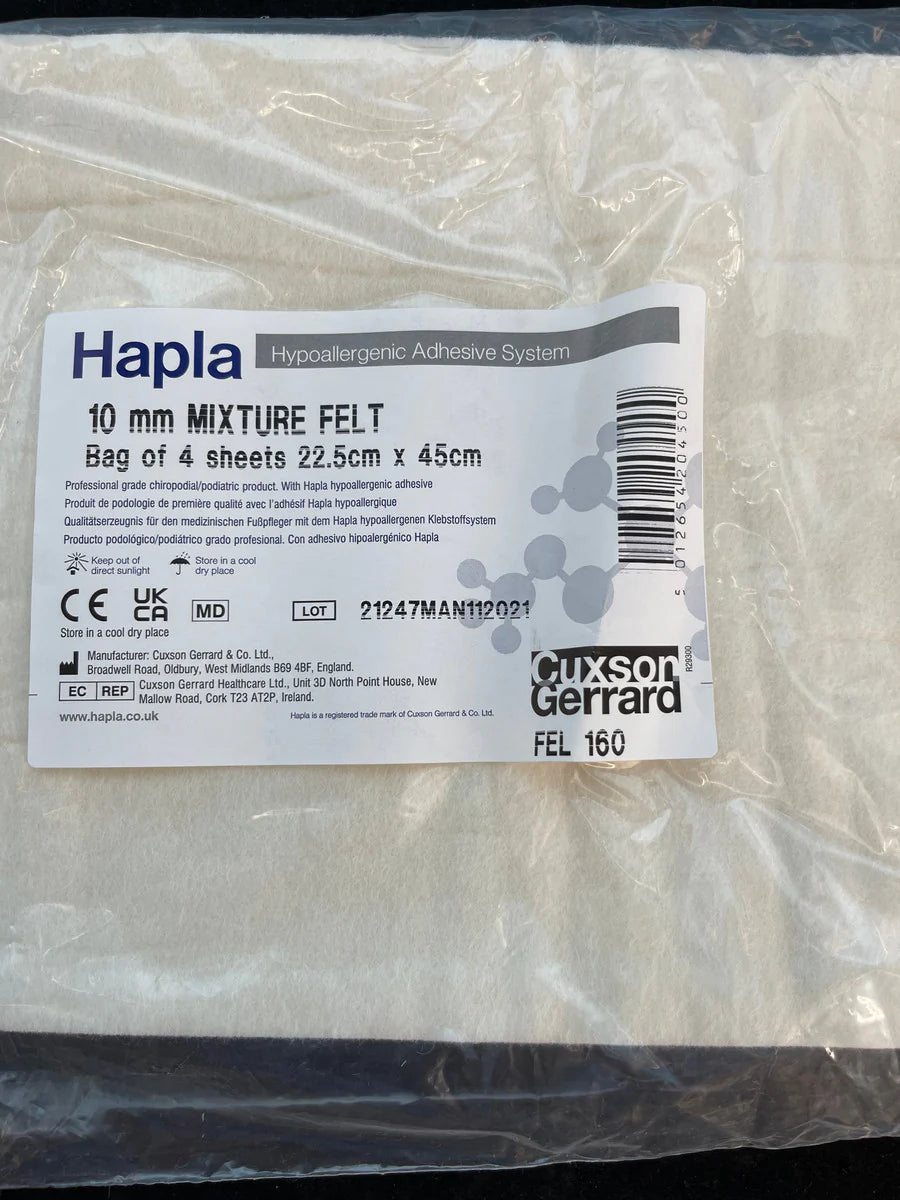 Hapla
Hypoallergenic Adhesive System
10 mm MIXTURE FELT
Bag of 4 sheets 22.5cm x 45cm
Professional grade chiropodial/podiatric product. With Hapla hypoallergenic adhesive
Produit de podologie de première qualité avec l'adhésif Hapla hypoallergique
Qualitätserzeugnis für den medizinischen Fußpfleger mit dem Hapla hypoallergenen Klebstoffsystem
Producto podológico/podiátrico grado profesional. Con adhesivo hipoalergénico Hapla
Keep out of
direct sunlight
Store in a cool
dry place
CE
UK
CA
MD
LOT
21247MAN112021
Store in a cool dry place
Manufacturer: Cuxson Gerrard & Co. Ltd.,
Broadwell Road, Oldbury, West Midlands B69 4BF, England.
EC REP
Cuxson Gerrard Healthcare Ltd., Unit 3D North Point House, New
Mallow Road, Cork T23 AT2P, Ireland.
www.hapla.co.uk
Hapla is a registered trade mark of Cuxson Gerrard & Co. Ltd.
5 012654 204500
R29300
Cuxson
Gerrard
FEL 160